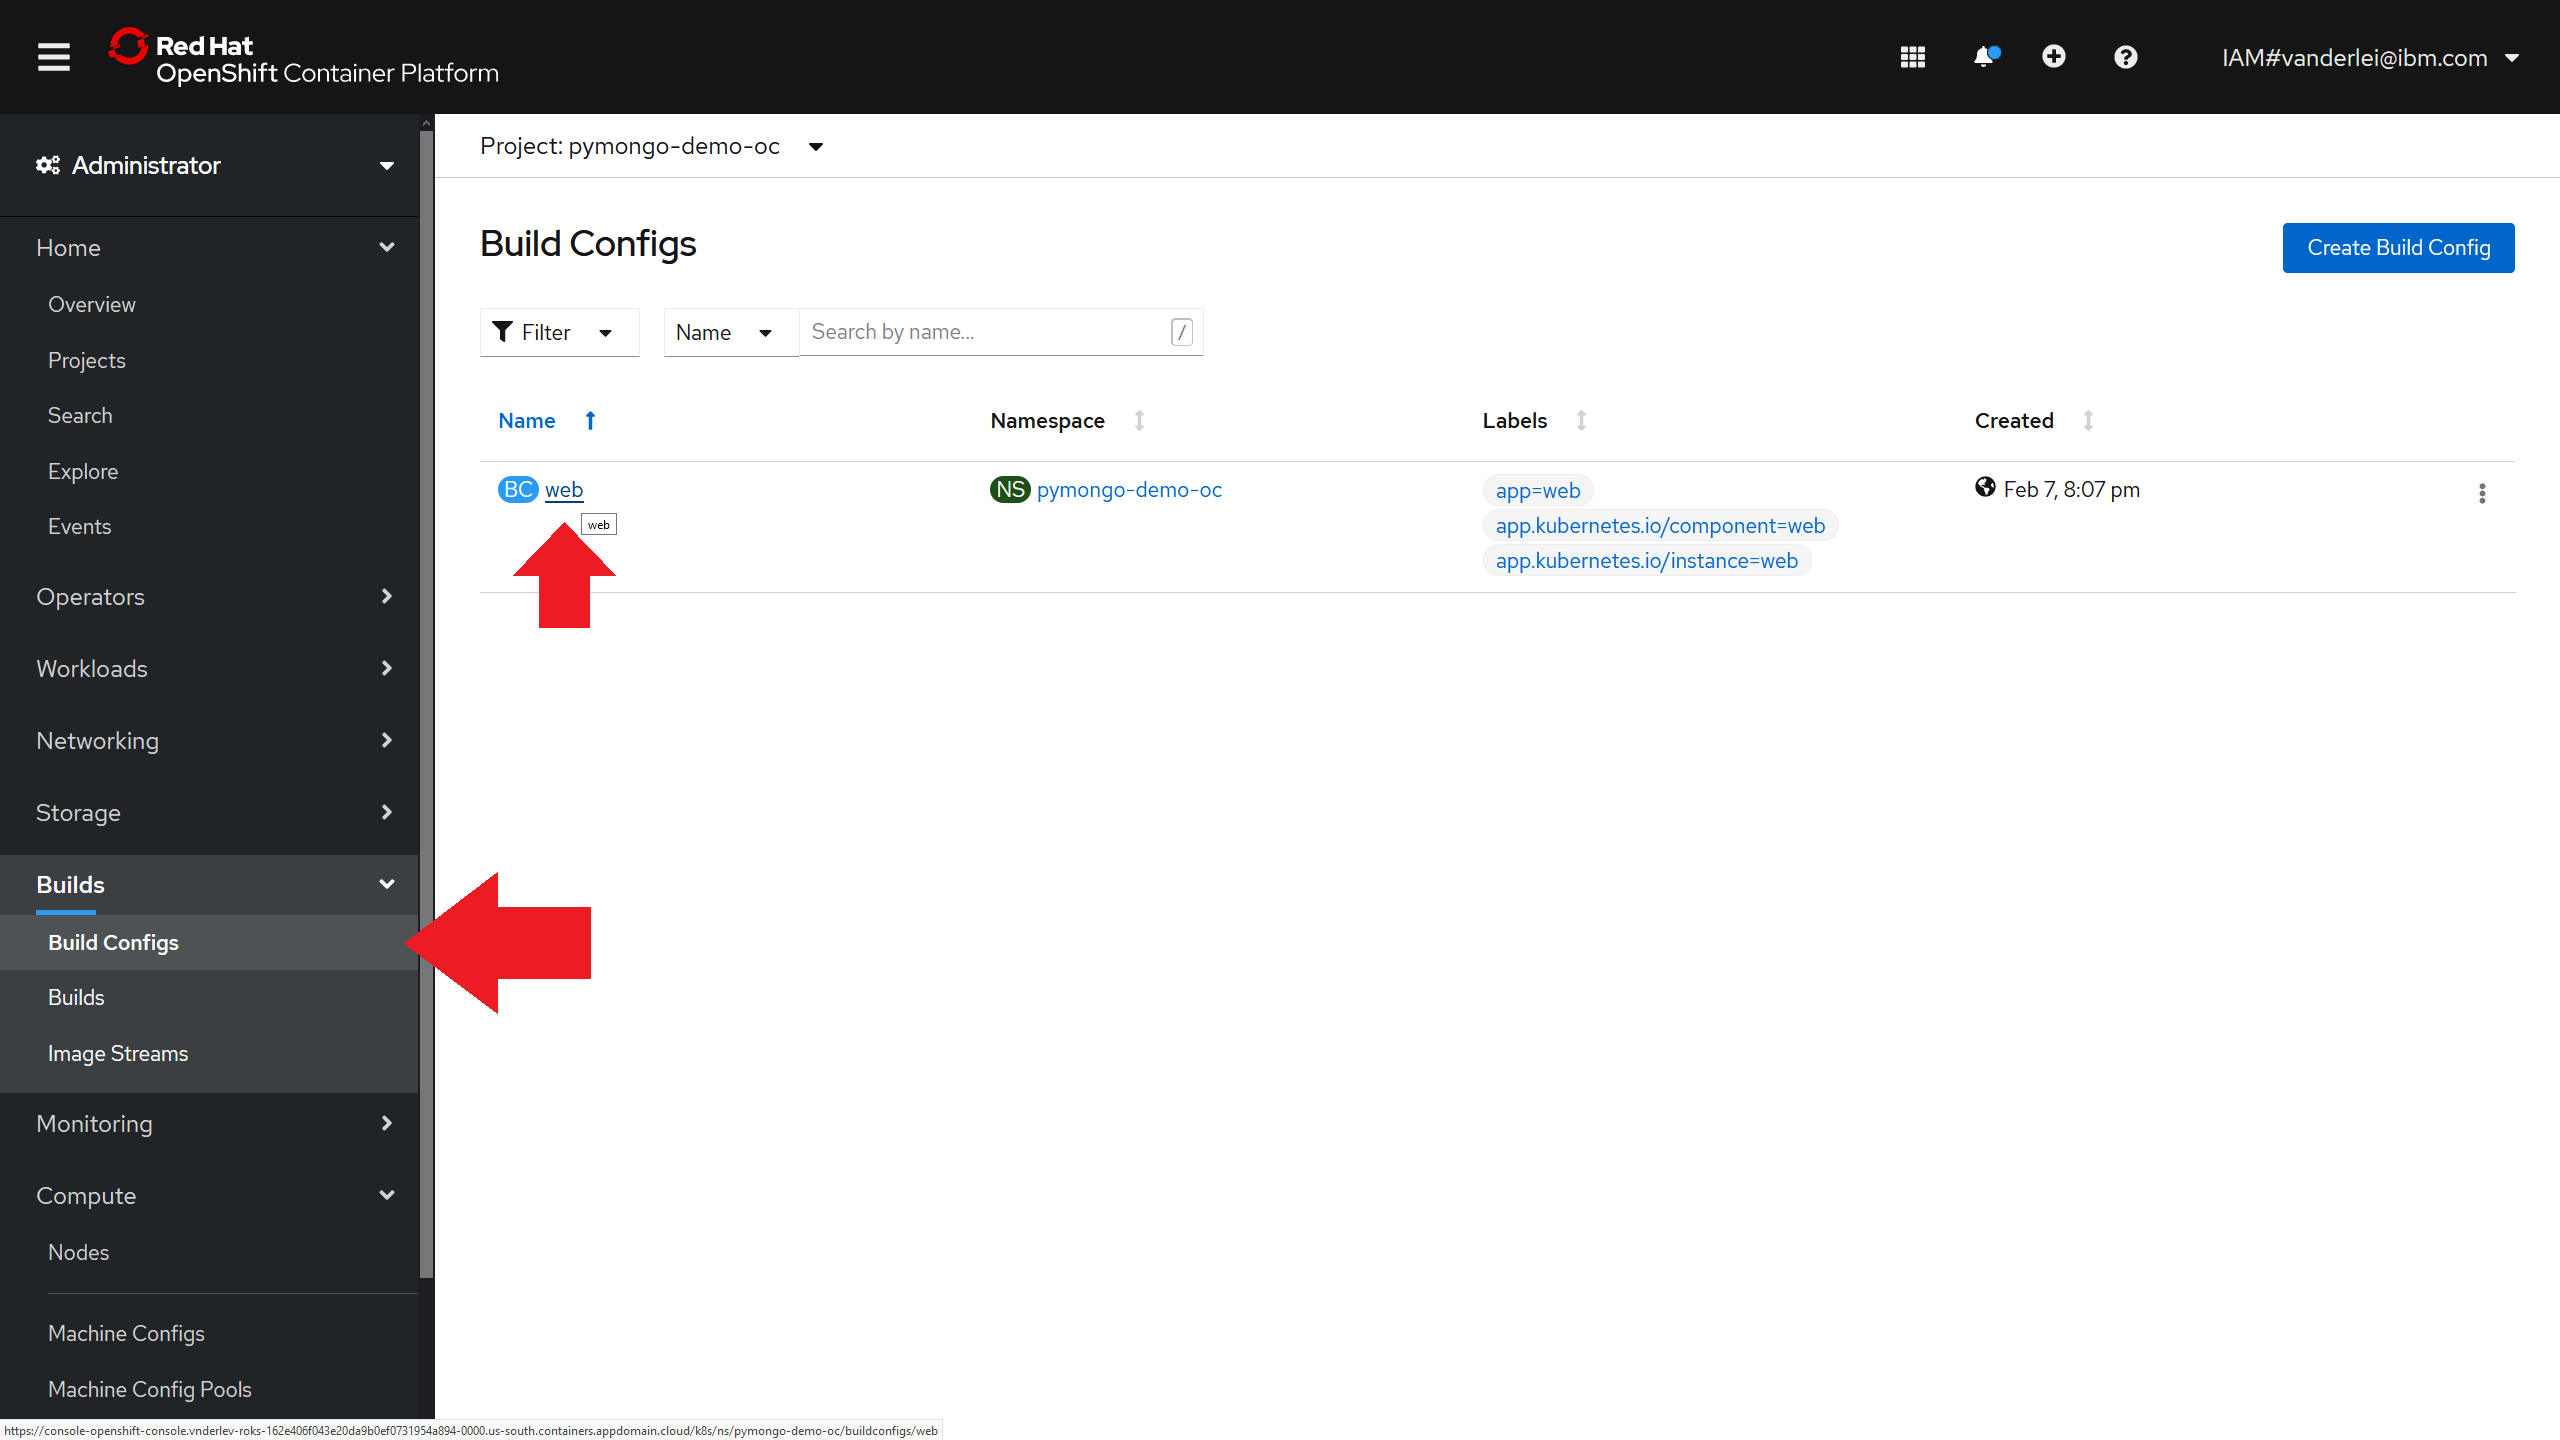 Red Hat
OpenShift Container Platform
IAM#vanderlei@ibm.com
Administrator
Home
Overview
Projects
Search
Explore
Events
Operators
Workloads
Networking
Storage
Builds
Build Configs
Builds
Image Streams
Monitoring
Compute
Nodes
Machine Configs
Machine Config Pools
Project: pymongo-demo-oc
Build Configs
Create Build Config
Filter
Name
Search by name...
/
Name
Namespace
Labels
Created
BC web
NS pymongo-demo-oc
app=web
app.kubernetes.io/component=web
app.kubernetes.io/instance=web
Feb 7, 8:07 pm
web
https://console-openshift-console.vnderlev-roks-162e406f043e20da9b0ef0731954a894-0000.us-south.containers.appdomain.cloud/k8s/ns/pymongo-demo-oc/buildconfigs/web